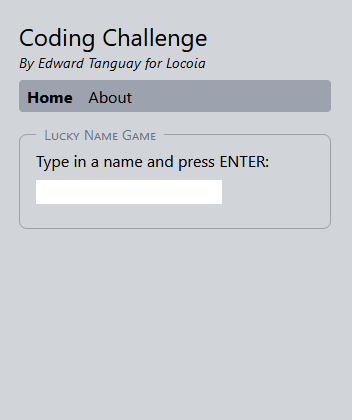 Coding Challenge
By Edward Tanguay for Locoia
Home About
Lucky Name Game
Type in a name and press ENTER: